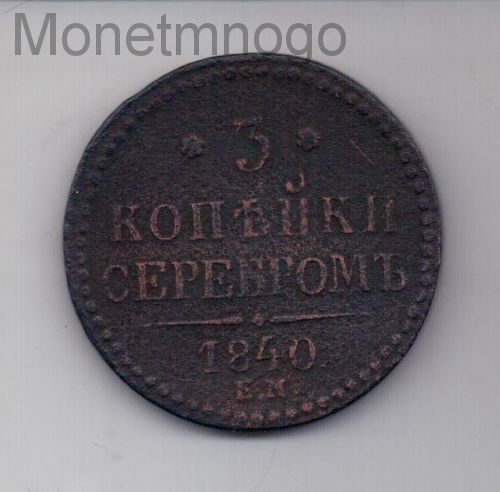 Monetmnogo
* 3 *
КОПѢЙКИ
СЕРЕБРОМЪ
1840
Е.М.